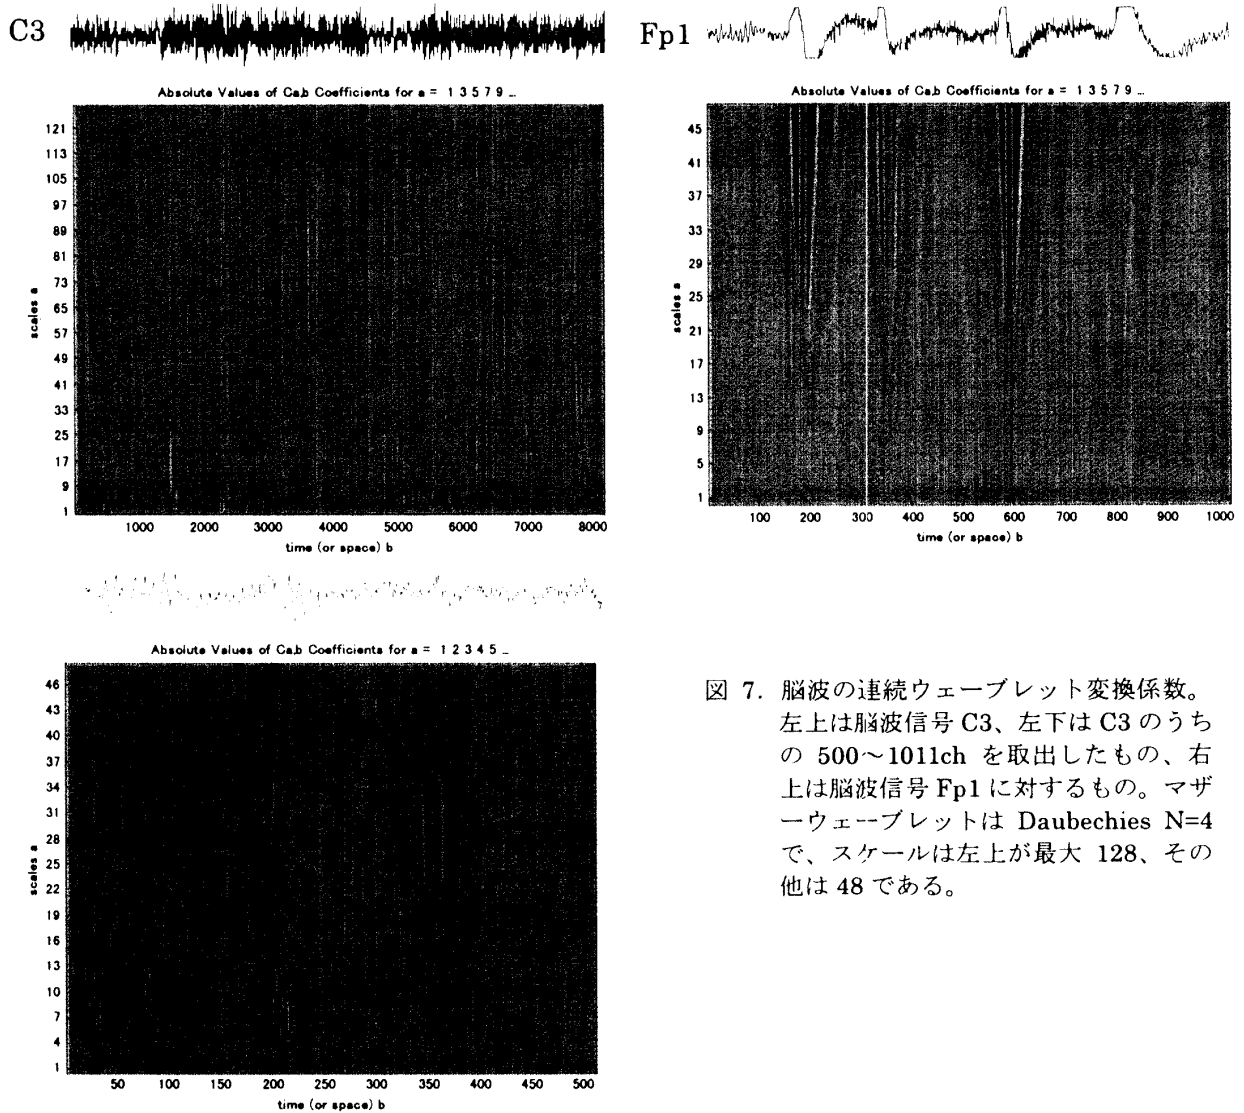 C3
Absolute Values of Ca,b Coefficients for a = 1 3 5 7 9 ...
121
113
105
97
89
81
73
65
57
49
41
33
25
17
9
1
scales a
1000 2000 3000 4000 5000 6000 7000 8000
time (or space) b
Fp1
Absolute Values of Ca,b Coefficients for a = 1 3 5 7 9 ...
45
41
37
33
29
25
21
17
13
9
5
1
scales a
100 200 300 400 500 600 700 800 900 1000
time (or space) b
Absolute Values of Ca,b Coefficients for a = 1 2 3 4 5 ...
46
43
40
37
34
31
28
25
22
19
16
13
10
7
4
1
scales a
50 100 150 200 250 300 350 400 450 500
time (or space) b
図 7. 脳波の連続ウェーブレット変換係数。
左上は脳波信号 C3、左下は C3 のうち
の 500～1011ch を取出したもの、右
上は脳波信号 Fp1 に対するもの。マザ
ーウェーブレットは Daubechies N=4
で、スケールは左上が最大 128、その
他は 48 である。